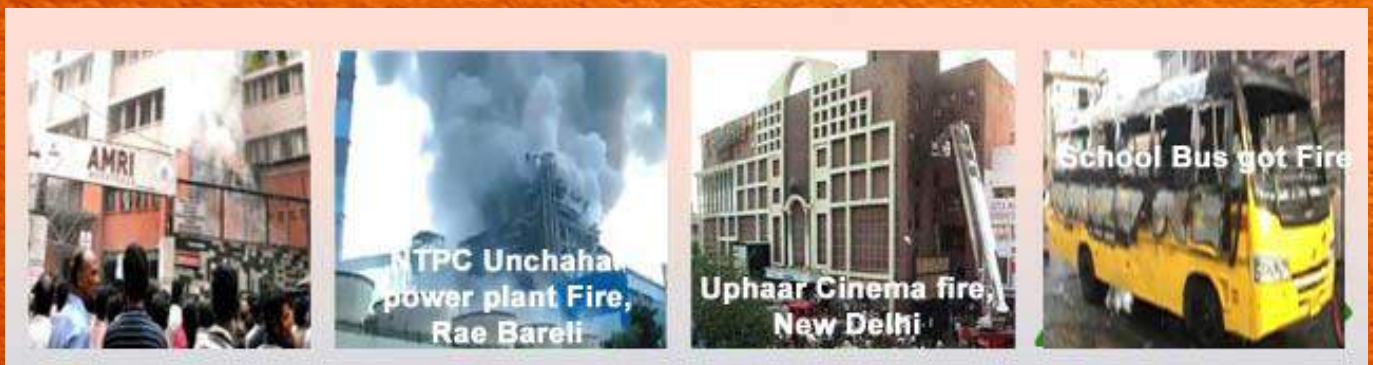 AMRI
NTPC Unchahar
power plant Fire,
Rae Bareli
Uphaar Cinema fire,
New Delhi
School Bus got Fire